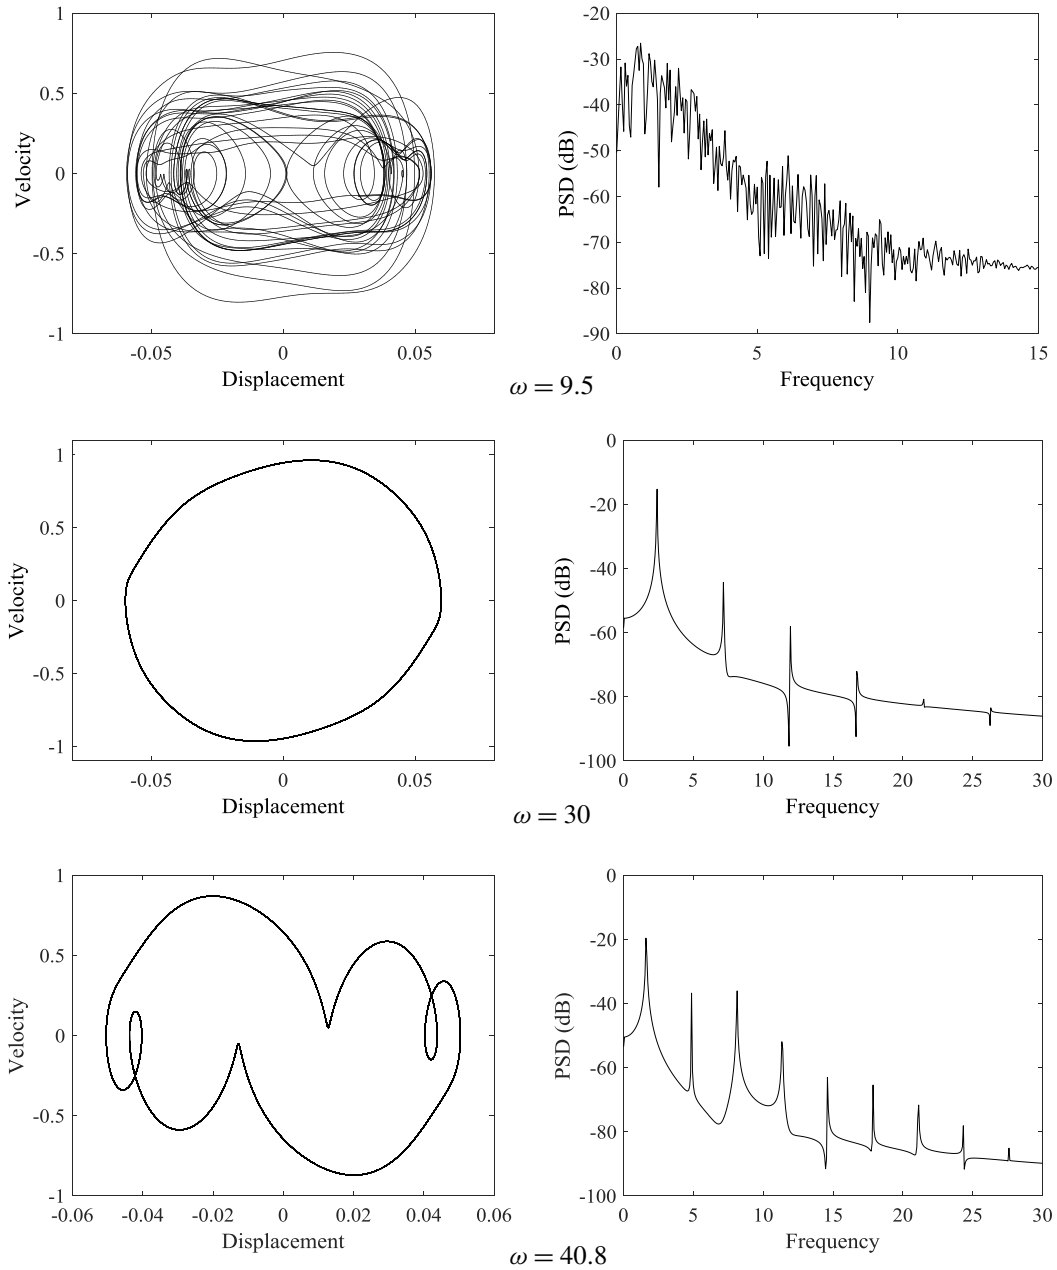 1
0.5
0
-0.5
-1
Velocity
-0.05 0 0.05
Displacement
-20
-30
-40
-50
-60
-70
-80
-90
PSD (dB)
0 5 10 15
Frequency
ω = 9.5
1
0.5
0
-0.5
-1
Velocity
-0.05 0 0.05
Displacement
0
-20
-40
-60
-80
-100
PSD (dB)
0 5 10 15 20 25 30
Frequency
ω = 30
1
0.5
0
-0.5
-1
Velocity
-0.06 -0.04 -0.02 0 0.02 0.04 0.06
Displacement
0
-20
-40
-60
-80
-100
PSD (dB)
0 5 10 15 20 25 30
Frequency
ω = 40.8